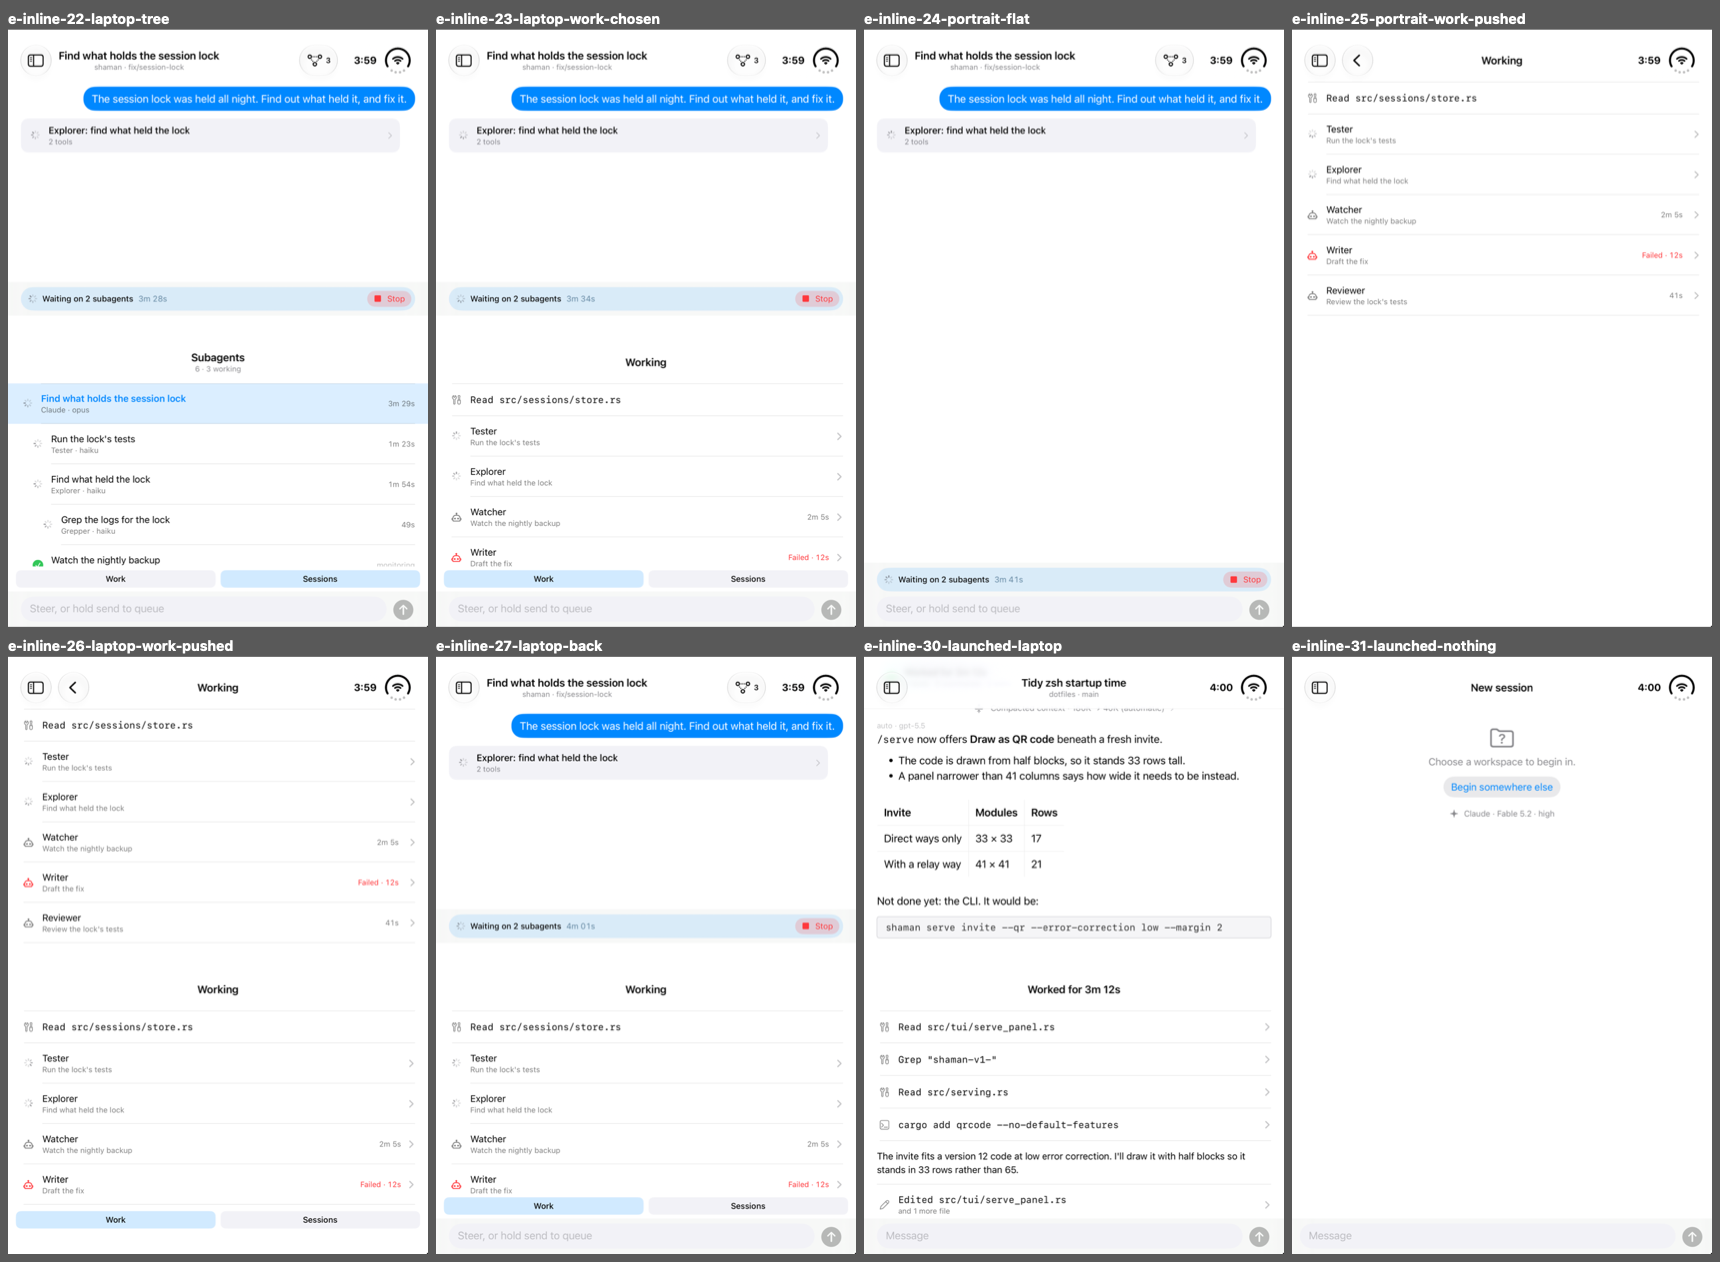 e-inline-22-laptop-tree
Find what holds the session lock
shaman · fix/session-lock
3
3:59
The session lock was held all night. Find out what held it, and fix it.
Explorer: find what held the lock
2 tools
Waiting on 2 subagents 3m 28s
Stop
Subagents
6 · 3 working
Find what holds the session lock
Claude · opus
3m 29s
Run the lock's tests
Tester · haiku
1m 23s
Find what held the lock
Explorer · haiku
1m 54s
Grep the logs for the lock
Grepper · haiku
49s
Watch the nightly backup
monitoring
Work
Sessions
Steer, or hold send to queue
e-inline-23-laptop-work-chosen
Find what holds the session lock
shaman · fix/session-lock
3
3:59
The session lock was held all night. Find out what held it, and fix it.
Explorer: find what held the lock
2 tools
Waiting on 2 subagents 3m 34s
Stop
Working
Read src/sessions/store.rs
Tester
Run the lock's tests
Explorer
Find what held the lock
Watcher
Watch the nightly backup
2m 5s
Writer
Draft the fix
Failed · 12s
Work
Sessions
Steer, or hold send to queue
e-inline-24-portrait-flat
Find what holds the session lock
shaman · fix/session-lock
3
3:59
The session lock was held all night. Find out what held it, and fix it.
Explorer: find what held the lock
2 tools
Waiting on 2 subagents 3m 41s
Stop
Steer, or hold send to queue
e-inline-25-portrait-work-pushed
Working
3:59
Read src/sessions/store.rs
Tester
Run the lock's tests
Explorer
Find what held the lock
Watcher
Watch the nightly backup
2m 5s
Writer
Draft the fix
Failed · 12s
Reviewer
Review the lock's tests
41s
e-inline-26-laptop-work-pushed
Working
3:59
Read src/sessions/store.rs
Tester
Run the lock's tests
Explorer
Find what held the lock
Watcher
Watch the nightly backup
2m 5s
Writer
Draft the fix
Failed · 12s
Reviewer
Review the lock's tests
41s
Working
Read src/sessions/store.rs
Tester
Run the lock's tests
Explorer
Find what held the lock
Watcher
Watch the nightly backup
2m 5s
Writer
Draft the fix
Failed · 12s
Work
Sessions
e-inline-27-laptop-back
Find what holds the session lock
shaman · fix/session-lock
3
3:59
The session lock was held all night. Find out what held it, and fix it.
Explorer: find what held the lock
2 tools
Waiting on 2 subagents 4m 01s
Stop
Working
Read src/sessions/store.rs
Tester
Run the lock's tests
Explorer
Find what held the lock
Watcher
Watch the nightly backup
2m 5s
Writer
Draft the fix
Failed · 12s
Work
Sessions
Steer, or hold send to queue
e-inline-30-launched-laptop
Tidy zsh startup time
dotfiles · main
4:00
Compacted context
(automatic)
auto · gpt-5.5
/serve now offers Draw as QR code beneath a fresh invite.
• The code is drawn from half blocks, so it stands 33 rows tall.
• A panel narrower than 41 columns says how wide it needs to be instead.
Invite Modules Rows
Direct ways only 33 × 33 17
With a relay way 41 × 41 21
Not done yet: the CLI. It would be:
shaman serve invite --qr --error-correction low --margin 2
Worked for 3m 12s
Read src/tui/serve_panel.rs
Grep "shaman-v1-"
Read src/serving.rs
cargo add qrcode --no-default-features
The invite fits a version 12 code at low error correction. I'll draw it with half blocks so it
stands in 33 rows rather than 65.
Edited src/tui/serve_panel.rs
and 1 more file
Message
e-inline-31-launched-nothing
New session
4:00
Choose a workspace to begin in.
Begin somewhere else
Claude · Fable 5.2 · high
Message